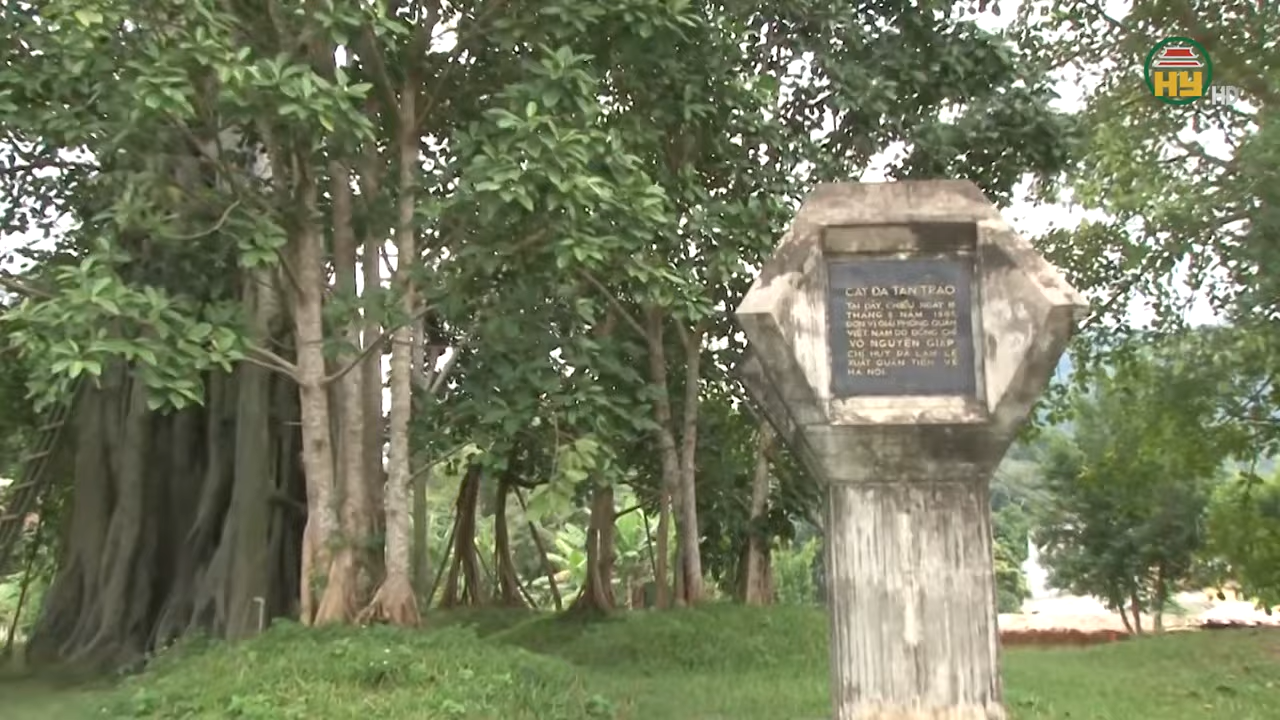 HY HD
CÂY ĐA TÂN TRÀO
TẠI ĐÂY, CHIỀU NGÀY 16
THÁNG 8 NĂM 1945
ĐƠN VỊ GIẢI PHÓNG QUÂN
VIỆT NAM DO ĐỒNG CHÍ
VÕ NGUYÊN GIÁP
CHỈ HUY ĐÃ LÀM LỄ
XUẤT QUÂN TIẾN VỀ
HÀ NỘI.